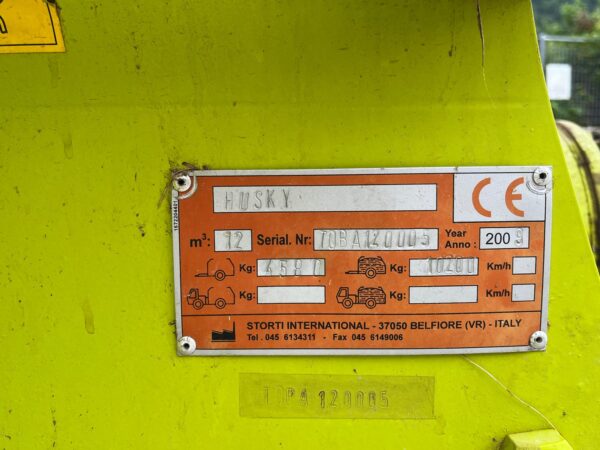 HUSKY
CE
m³: 12 Serial. Nr: 70BA120005 Year Anno: 2009
Kg: 4580 Kg: 10200 Km/h
Kg: Kg: Km/h
STORTI INTERNATIONAL - 37050 BELFIORE (VR) - ITALY
Tel. 045 6134311 - Fax 045 6149006
120005